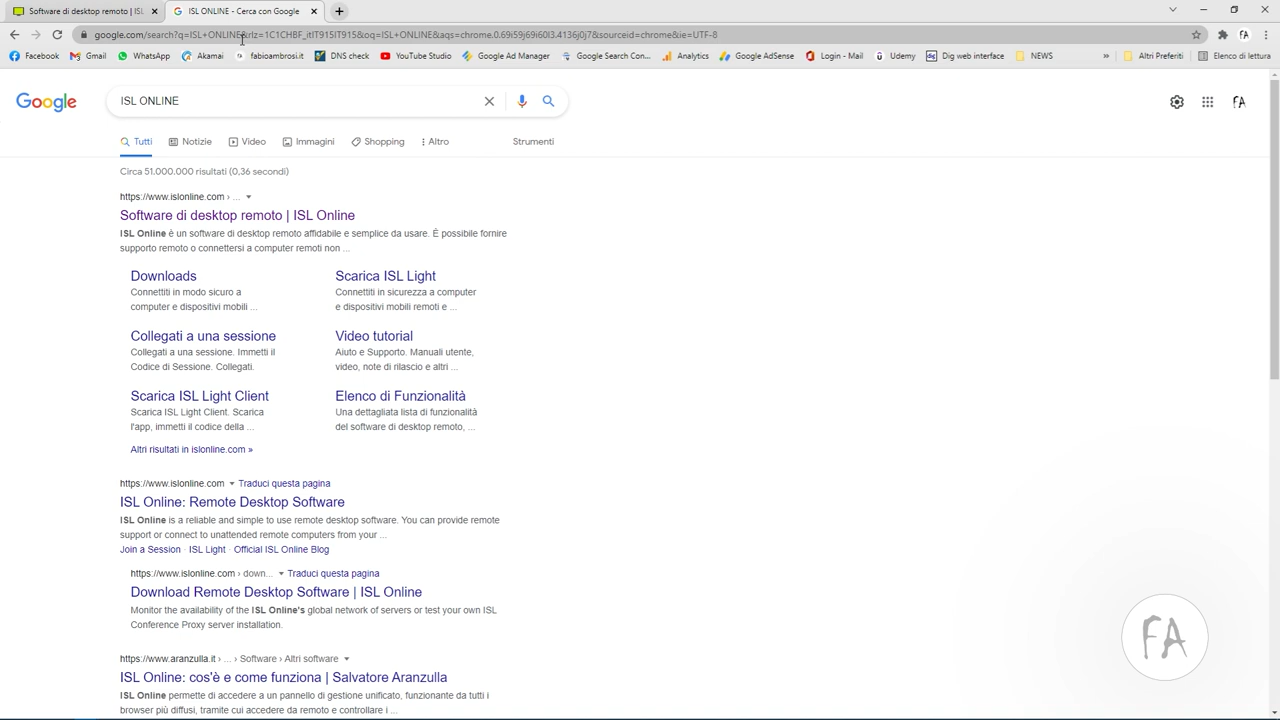 Software di desktop remoto | ISL
ISL ONLINE - Cerca con Google
google.com/search?q=ISL+ONLINE&rlz=1C1CHBF_itIT915IT915&oq=ISL+ONLINE&aqs=chrome.0.69i59j69i60l3.4136j0j7&sourceid=chrome&ie=UTF-8
Facebook Gmail WhatsApp Akamai fabioambrosi.it DNS check YouTube Studio Google Ad Manager Google Search Con... Analytics Google AdSense Login - Mail Udemy Dig web interface NEWS » Altri Preferiti Elenco di lettura
Google ISL ONLINE FA
Tutti Notizie Video Immagini Shopping Altro Strumenti
Circa 51.000.000 risultati (0,36 secondi)
https://www.islonline.com › ...
Software di desktop remoto | ISL Online
ISL Online è un software di desktop remoto affidabile e semplice da usare. È possibile fornire
supporto remoto o connettersi a computer remoti non ...
Downloads
Connettiti in modo sicuro a
computer e dispositivi mobili ...
Scarica ISL Light
Connettiti in sicurezza a computer
e dispositivi mobili remoti e ...
Collegati a una sessione
Collegati a una sessione. Immetti il
Codice di Sessione. Collegati.
Video tutorial
Aiuto e Supporto. Manuali utente,
video, note di rilascio e altri ...
Scarica ISL Light Client
Scarica ISL Light Client. Scarica
l'app, immetti il codice della ...
Elenco di Funzionalità
Una dettagliata lista di funzionalità
del software di desktop remoto, ...
Altri risultati in islonline.com »
https://www.islonline.com Traduci questa pagina
ISL Online: Remote Desktop Software
ISL Online is a reliable and simple to use remote desktop software. You can provide remote
support or connect to unattended remote computers from your ...
Join a Session · ISL Light · Official ISL Online Blog
https://www.islonline.com › down... Traduci questa pagina
Download Remote Desktop Software | ISL Online
Monitor the availability of the ISL Online's global network of servers or test your own ISL
Conference Proxy server installation.
https://www.aranzulla.it › ... › Software › Altri software
ISL Online: cos'è e come funziona | Salvatore Aranzulla
ISL Online permette di accedere a un pannello di gestione unificato, funzionante da tutti i
browser più diffusi, tramite cui accedere da remoto e controllare i ...
FA